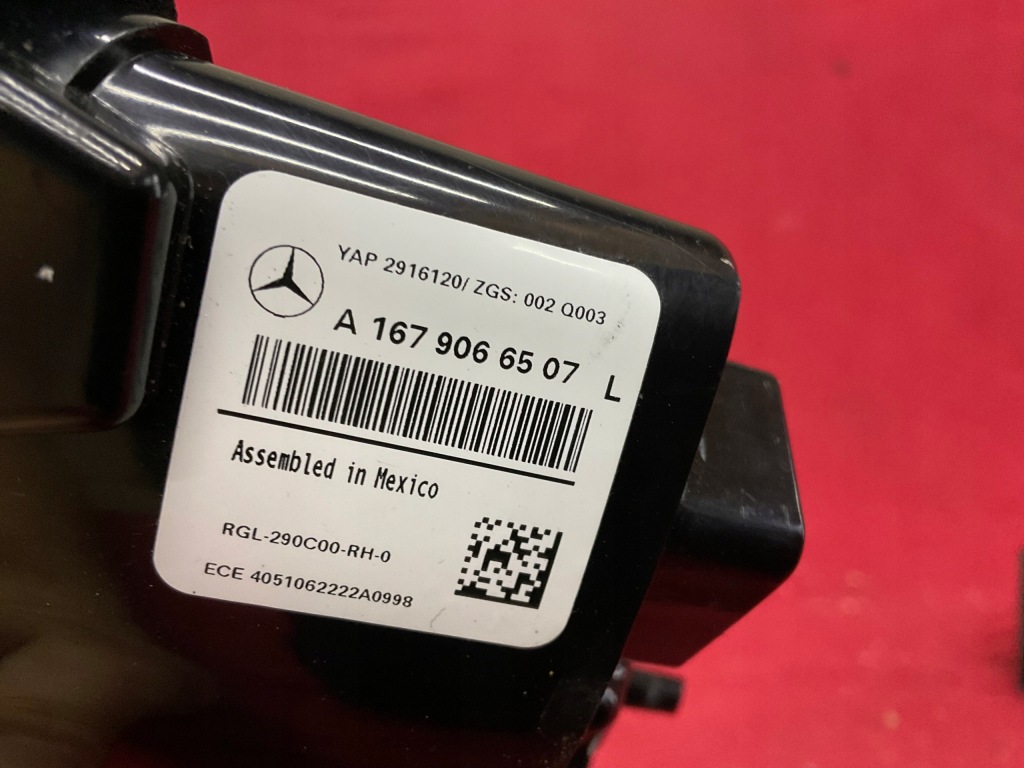 YAP 2916120/ ZGS: 002 Q003
A 167 906 65 07 L
Assembled in Mexico
RGL-290C00-RH-0
ECE 4051062222A0998